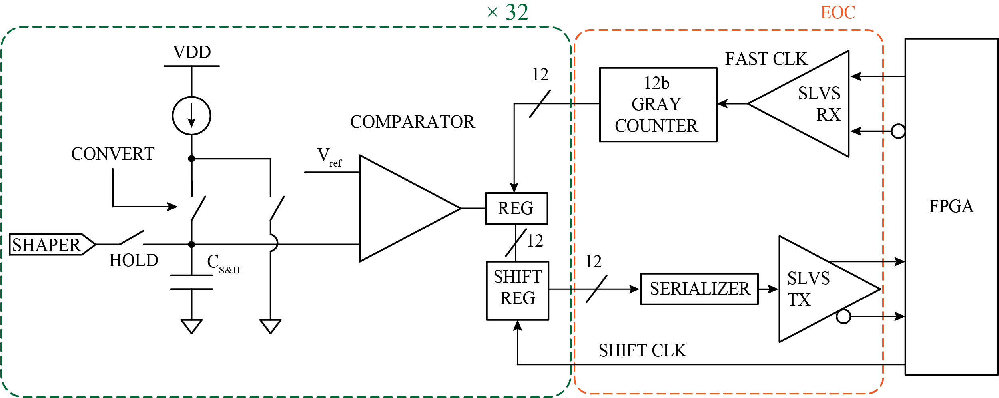 × 32
EOC
VDD
FAST CLK
12
12b
GRAY
COUNTER
SLVS
RX
COMPARATOR
CONVERT
Vref
REG
FPGA
SHAPER
HOLD
CS&H
12
SHIFT
REG
12
SERIALIZER
SLVS
TX
SHIFT CLK